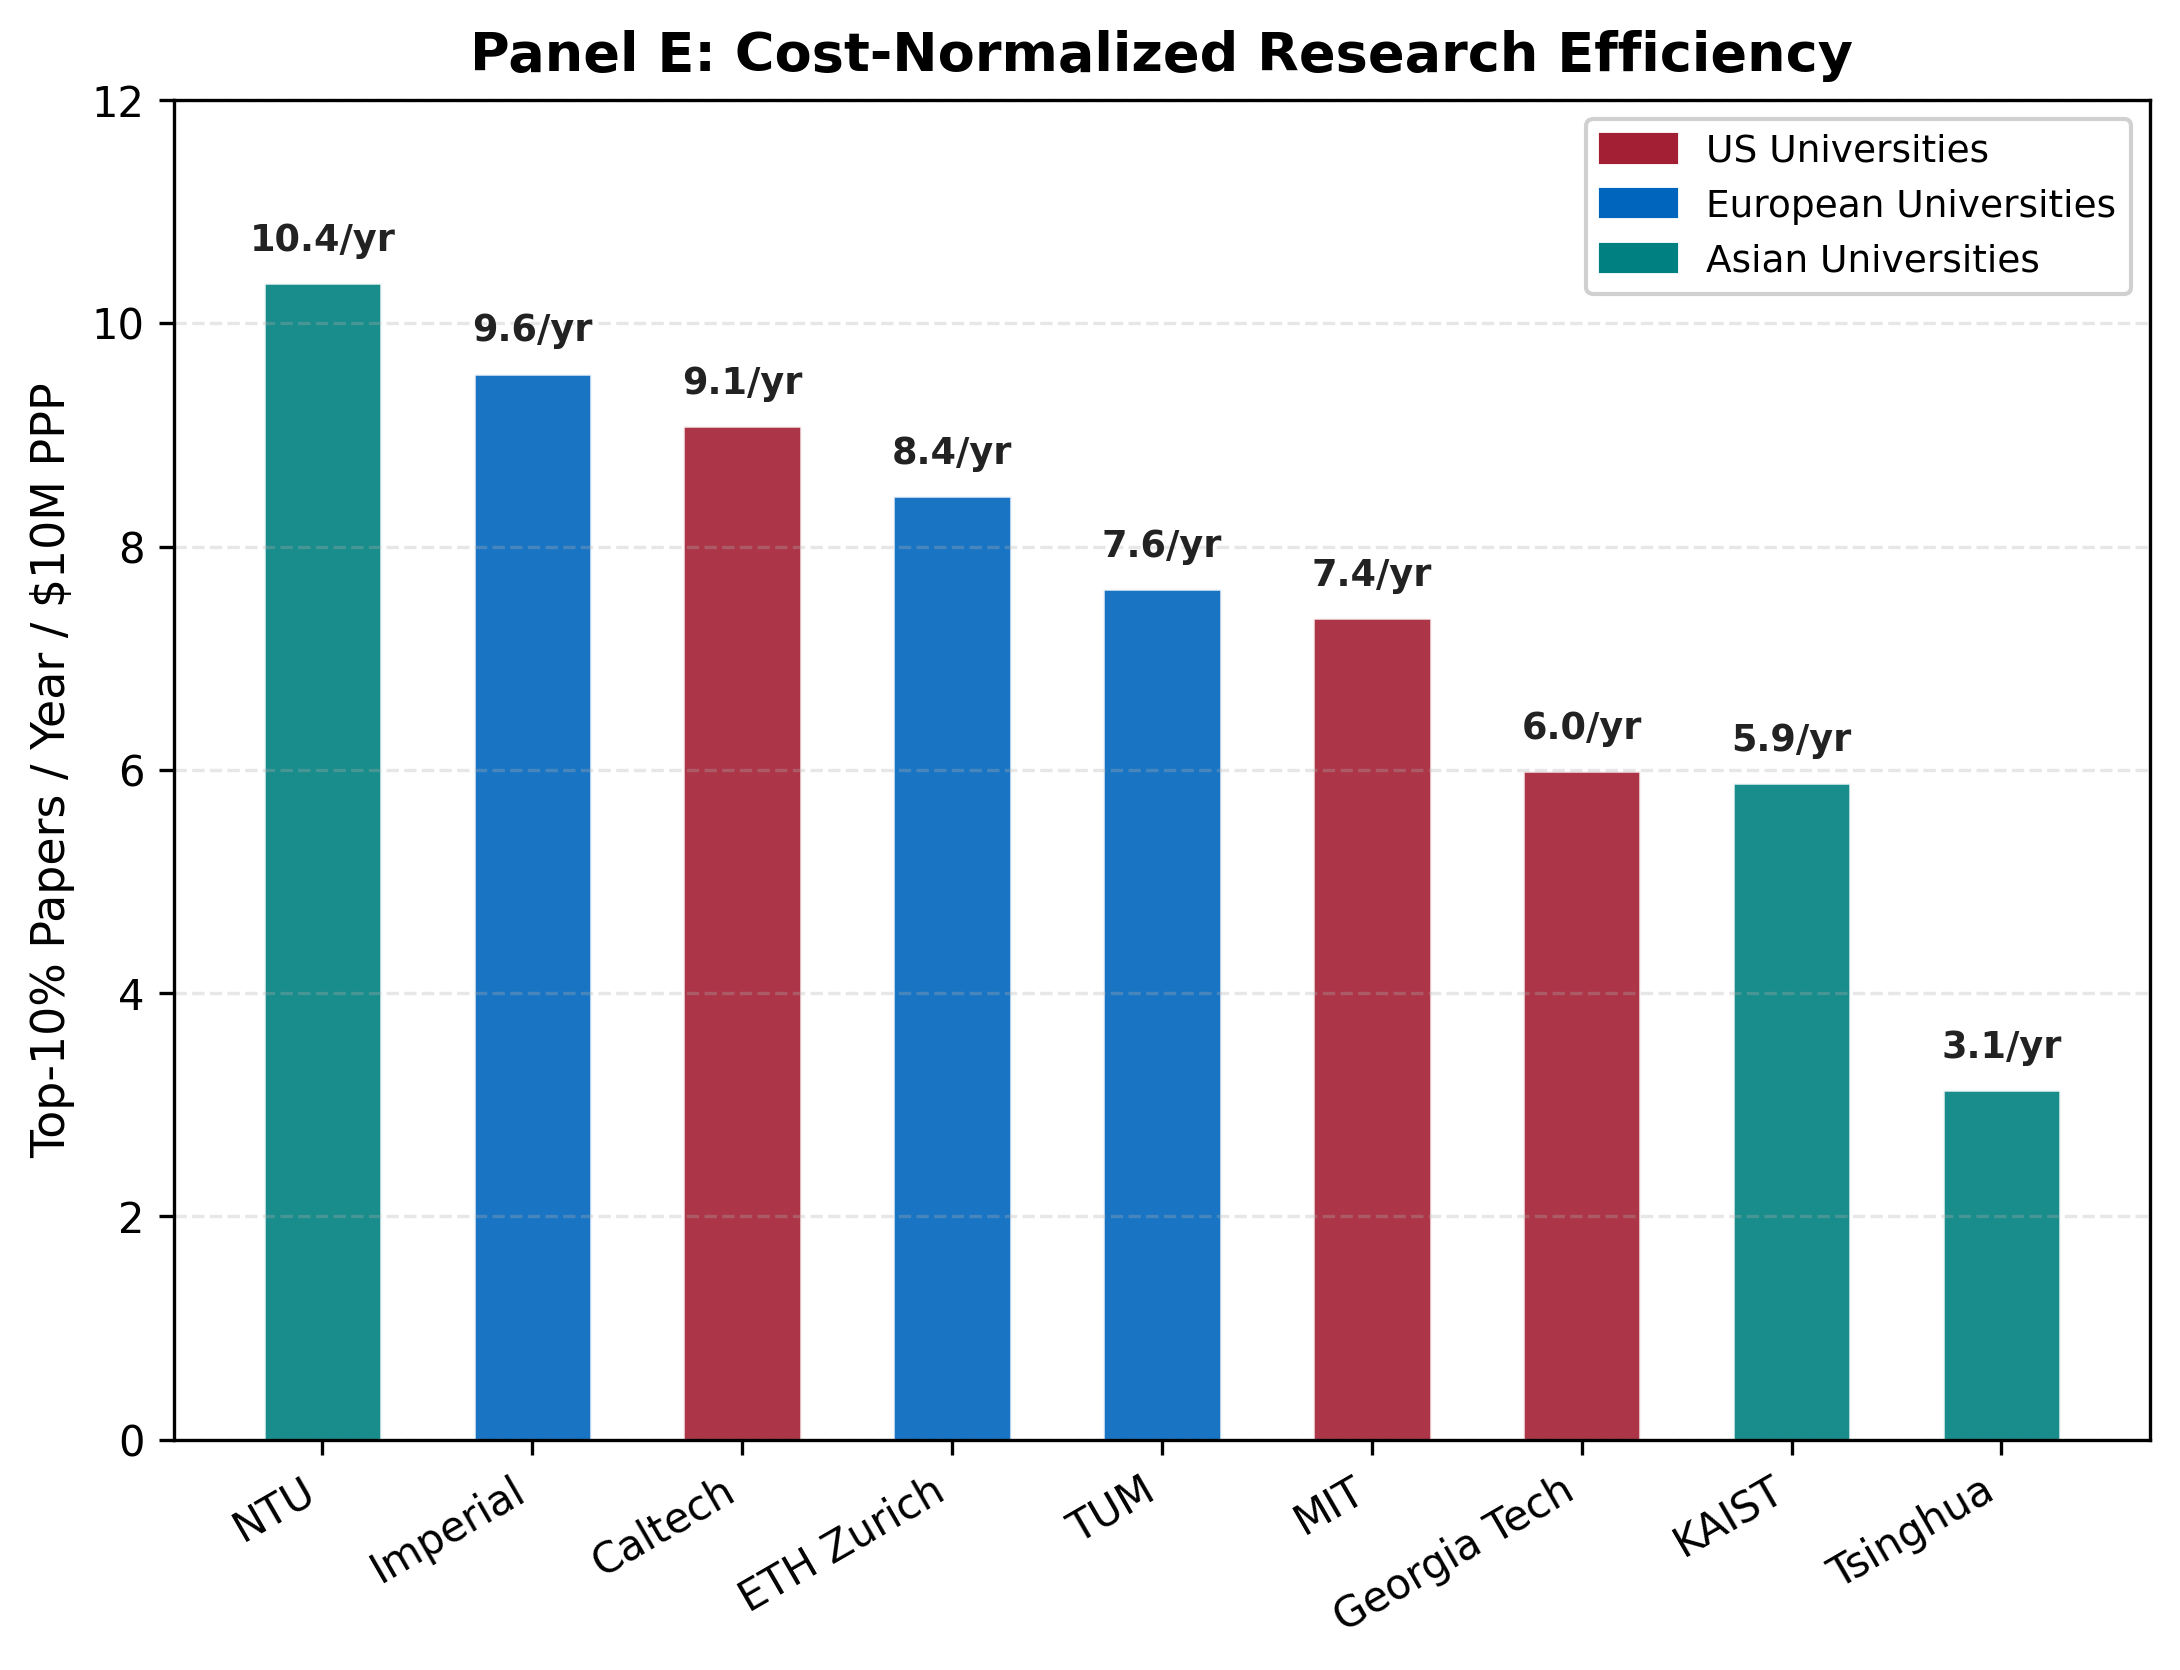 Panel E: Cost-Normalized Research Efficiency
US Universities
European Universities
Asian Universities
Top-10% Papers / Year / $10M PPP
12
10
8
6
4
2
0
10.4/yr
9.6/yr
9.1/yr
8.4/yr
7.6/yr
7.4/yr
6.0/yr
5.9/yr
3.1/yr
NTU
Imperial
Caltech
ETH Zurich
TUM
MIT
Georgia Tech
KAIST
Tsinghua